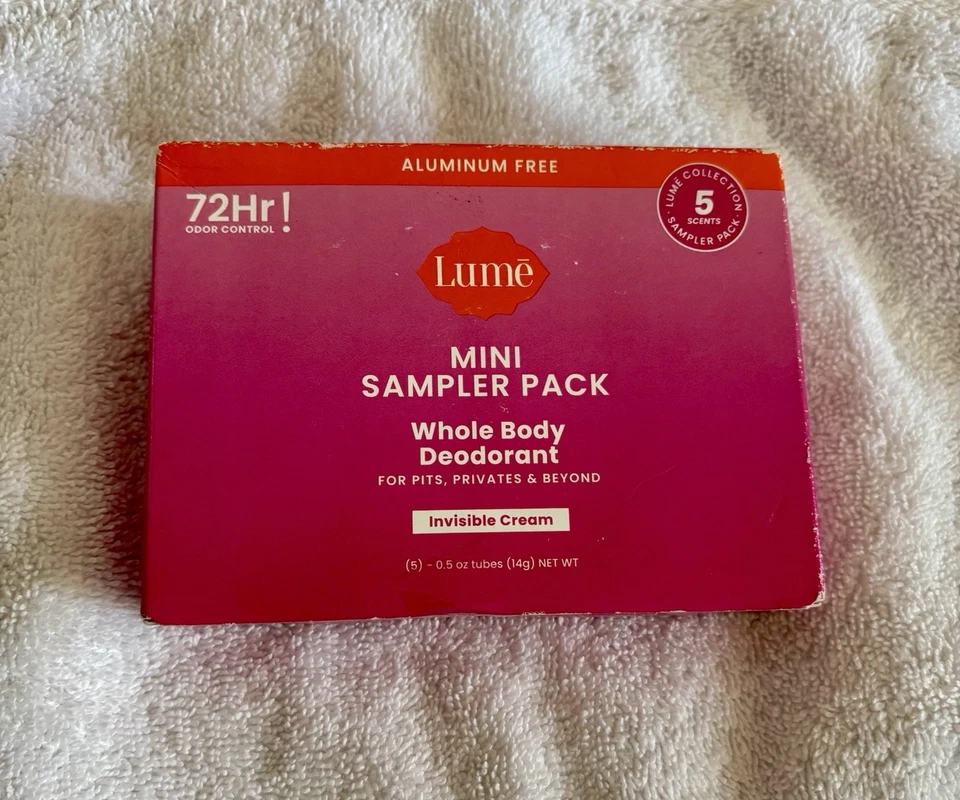 ALUMINUM FREE
72Hr!
ODOR CONTROL
LUMĒ COLLECTION
5
SCENTS
· SAMPLER PACK ·
Lumē
MINI
SAMPLER PACK
Whole Body
Deodorant
FOR PITS, PRIVATES & BEYOND
Invisible Cream
(5) - 0.5 oz tubes (14g) NET WT